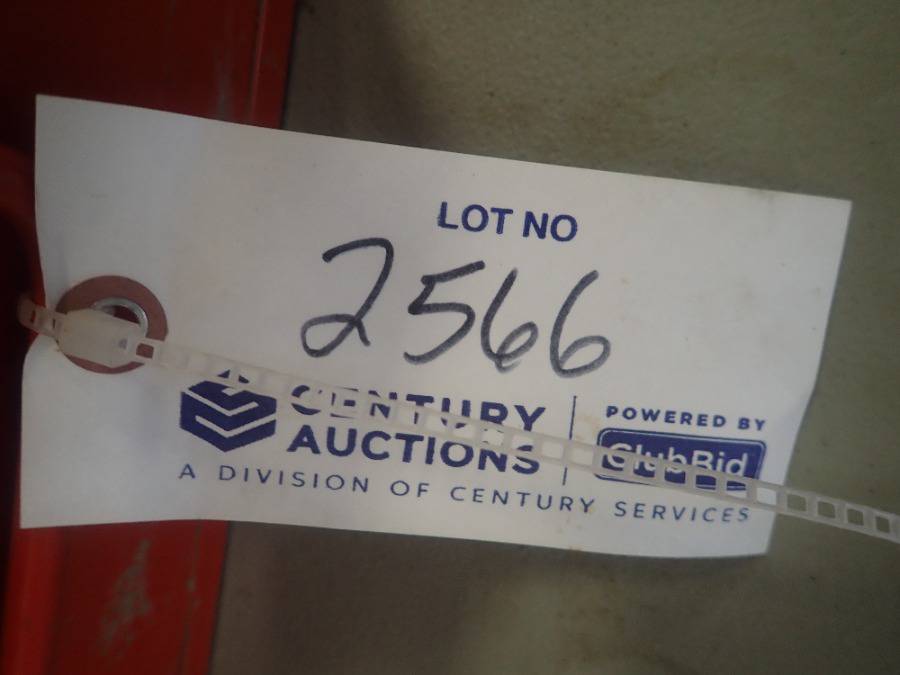 LOT NO
2566
CENTURY
AUCTIONS
POWERED BY
ClubBid
A DIVISION OF CENTURY SERVICES